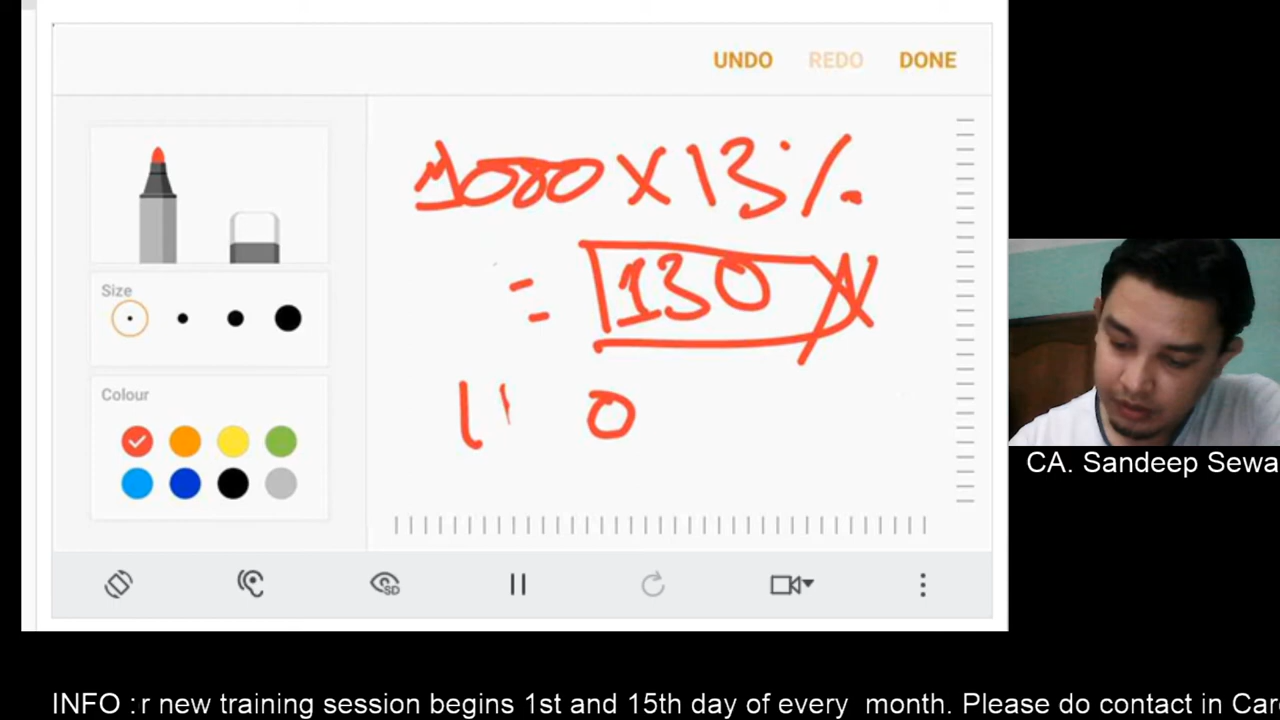 UNDO REDO DONE
1000 x 13%
= 130
Size
Colour
SD
CA. Sandeep Sewa
INFO : r new training session begins 1st and 15th day of every month. Please do contact in Car